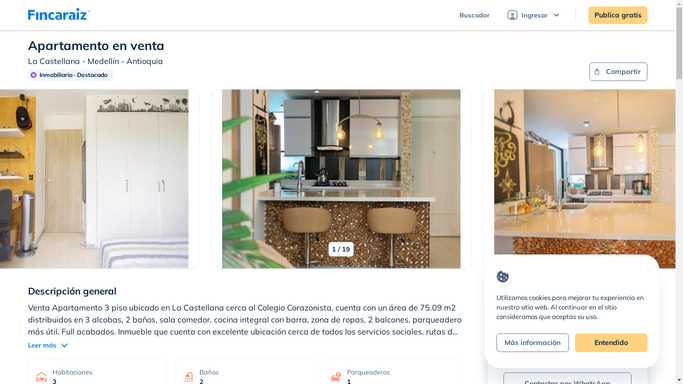 Fincaraiz
Buscador
Ingresar
Publica gratis
Apartamento en venta
La Castellana - Medellín - Antioquia
Inmobiliaria · Destacado
Compartir
1 / 19
Descripción general
Venta Apartamento 3 piso ubicado en La Castellana cerca al Colegio Corazonista, cuenta con un área de 75.09 m2
distribuidos en 3 alcobas, 2 baños, sala comedor, cocina integral con barra, zona de ropas, 2 balcones. parqueadero
más útil. Full acabados. Inmueble que cuenta con excelente ubicación cerca de todos los servicios sociales, rutas d...
Leer más
Habitaciones
3
Baños
2
Parqueaderos
1
Utilizamos cookies para mejorar tu experiencia en
nuestro sitio web. Al continuar en el sitio
consideramos que aceptas su uso.
Más información
Entendido
Contactar por WhatsApp